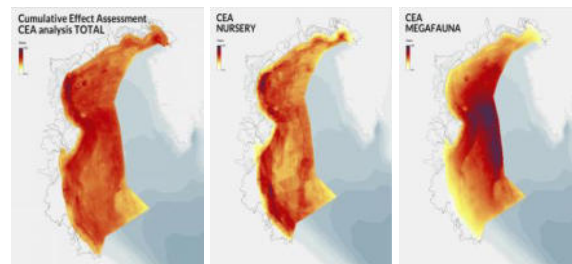 Cumulative Effect Assessment
CEA analysis TOTAL
CEA
NURSERY
CEA
MEGAFAUNA